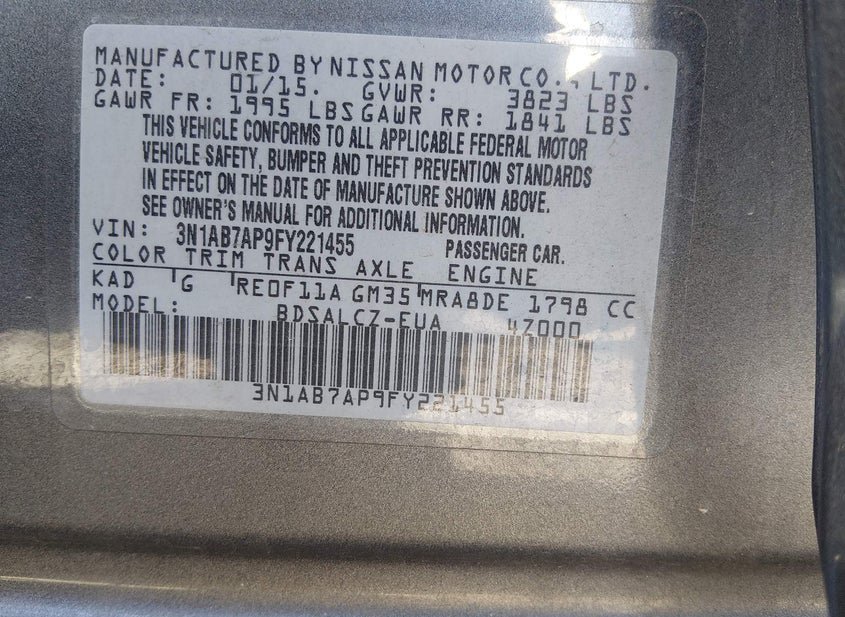 MANUFACTURED BY NISSAN MOTOR CO., LTD.
DATE: 01/15. GVWR: 3823 LBS
GAWR FR: 1995 LBS GAWR RR: 1841 LBS
THIS VEHICLE CONFORMS TO ALL APPLICABLE FEDERAL MOTOR
VEHICLE SAFETY, BUMPER AND THEFT PREVENTION STANDARDS
IN EFFECT ON THE DATE OF MANUFACTURE SHOWN ABOVE.
SEE OWNER'S MANUAL FOR ADDITIONAL INFORMATION.
VIN: 3N1AB7AP9FY221455 PASSENGER CAR.
COLOR TRIM TRANS AXLE ENGINE
KAD G RE0F11A GM35 MRA8DE 1798 CC
MODEL: BDSALCZ-EUA 4Z000
3N1AB7AP9FY221455